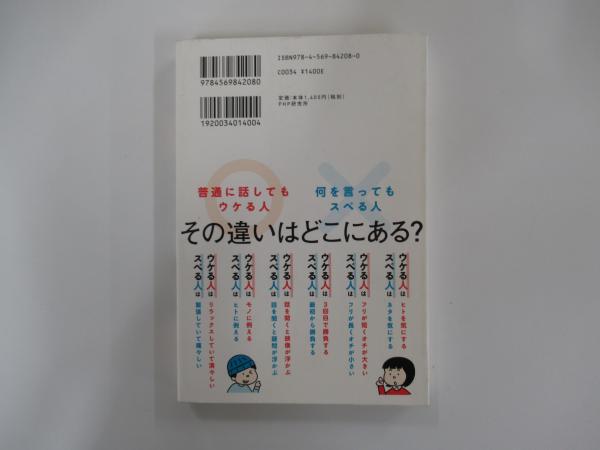 ISBN978-4-569-84208-0
C0034 ¥1400E
9784569842080
定価:本体1,400円(税別)
PHP研究所
1920034014004
普通に話しても
ウケる人
何を言っても
スベる人
その違いはどこにある?
ウケる人はヒトを気にする
スベる人はネタを気にする
ウケる人はフリが短くオチが大きい
スベる人はフリが長くオチが小さい
ウケる人は3回目で勝負する
スベる人は最初から勝負する
ウケる人は話を聞くと映像が浮かぶ
スベる人は話を聞くと疑問が浮かぶ
ウケる人はモノに例える
スベる人はヒトに例える
ウケる人はリラックスしていて清々しい
スベる人は緊張していて痛々しい